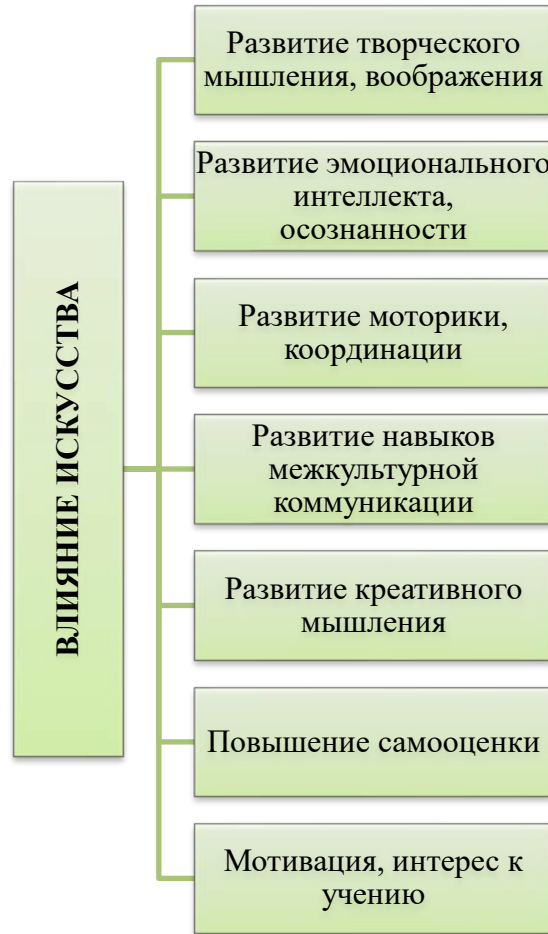 ВЛИЯНИЕ ИСКУССТВА
Развитие творческого
мышления, воображения
Развитие эмоционального
интеллекта,
осознанности
Развитие моторики,
координации
Развитие навыков
межкультурной
коммуникации
Развитие креативного
мышления
Повышение самооценки
Мотивация, интерес к
учению